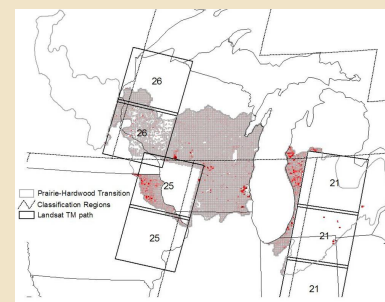 26
26
25
25
21
21
21
Prairie-Hardwood Transition
Classification Regions
Landsat TM path